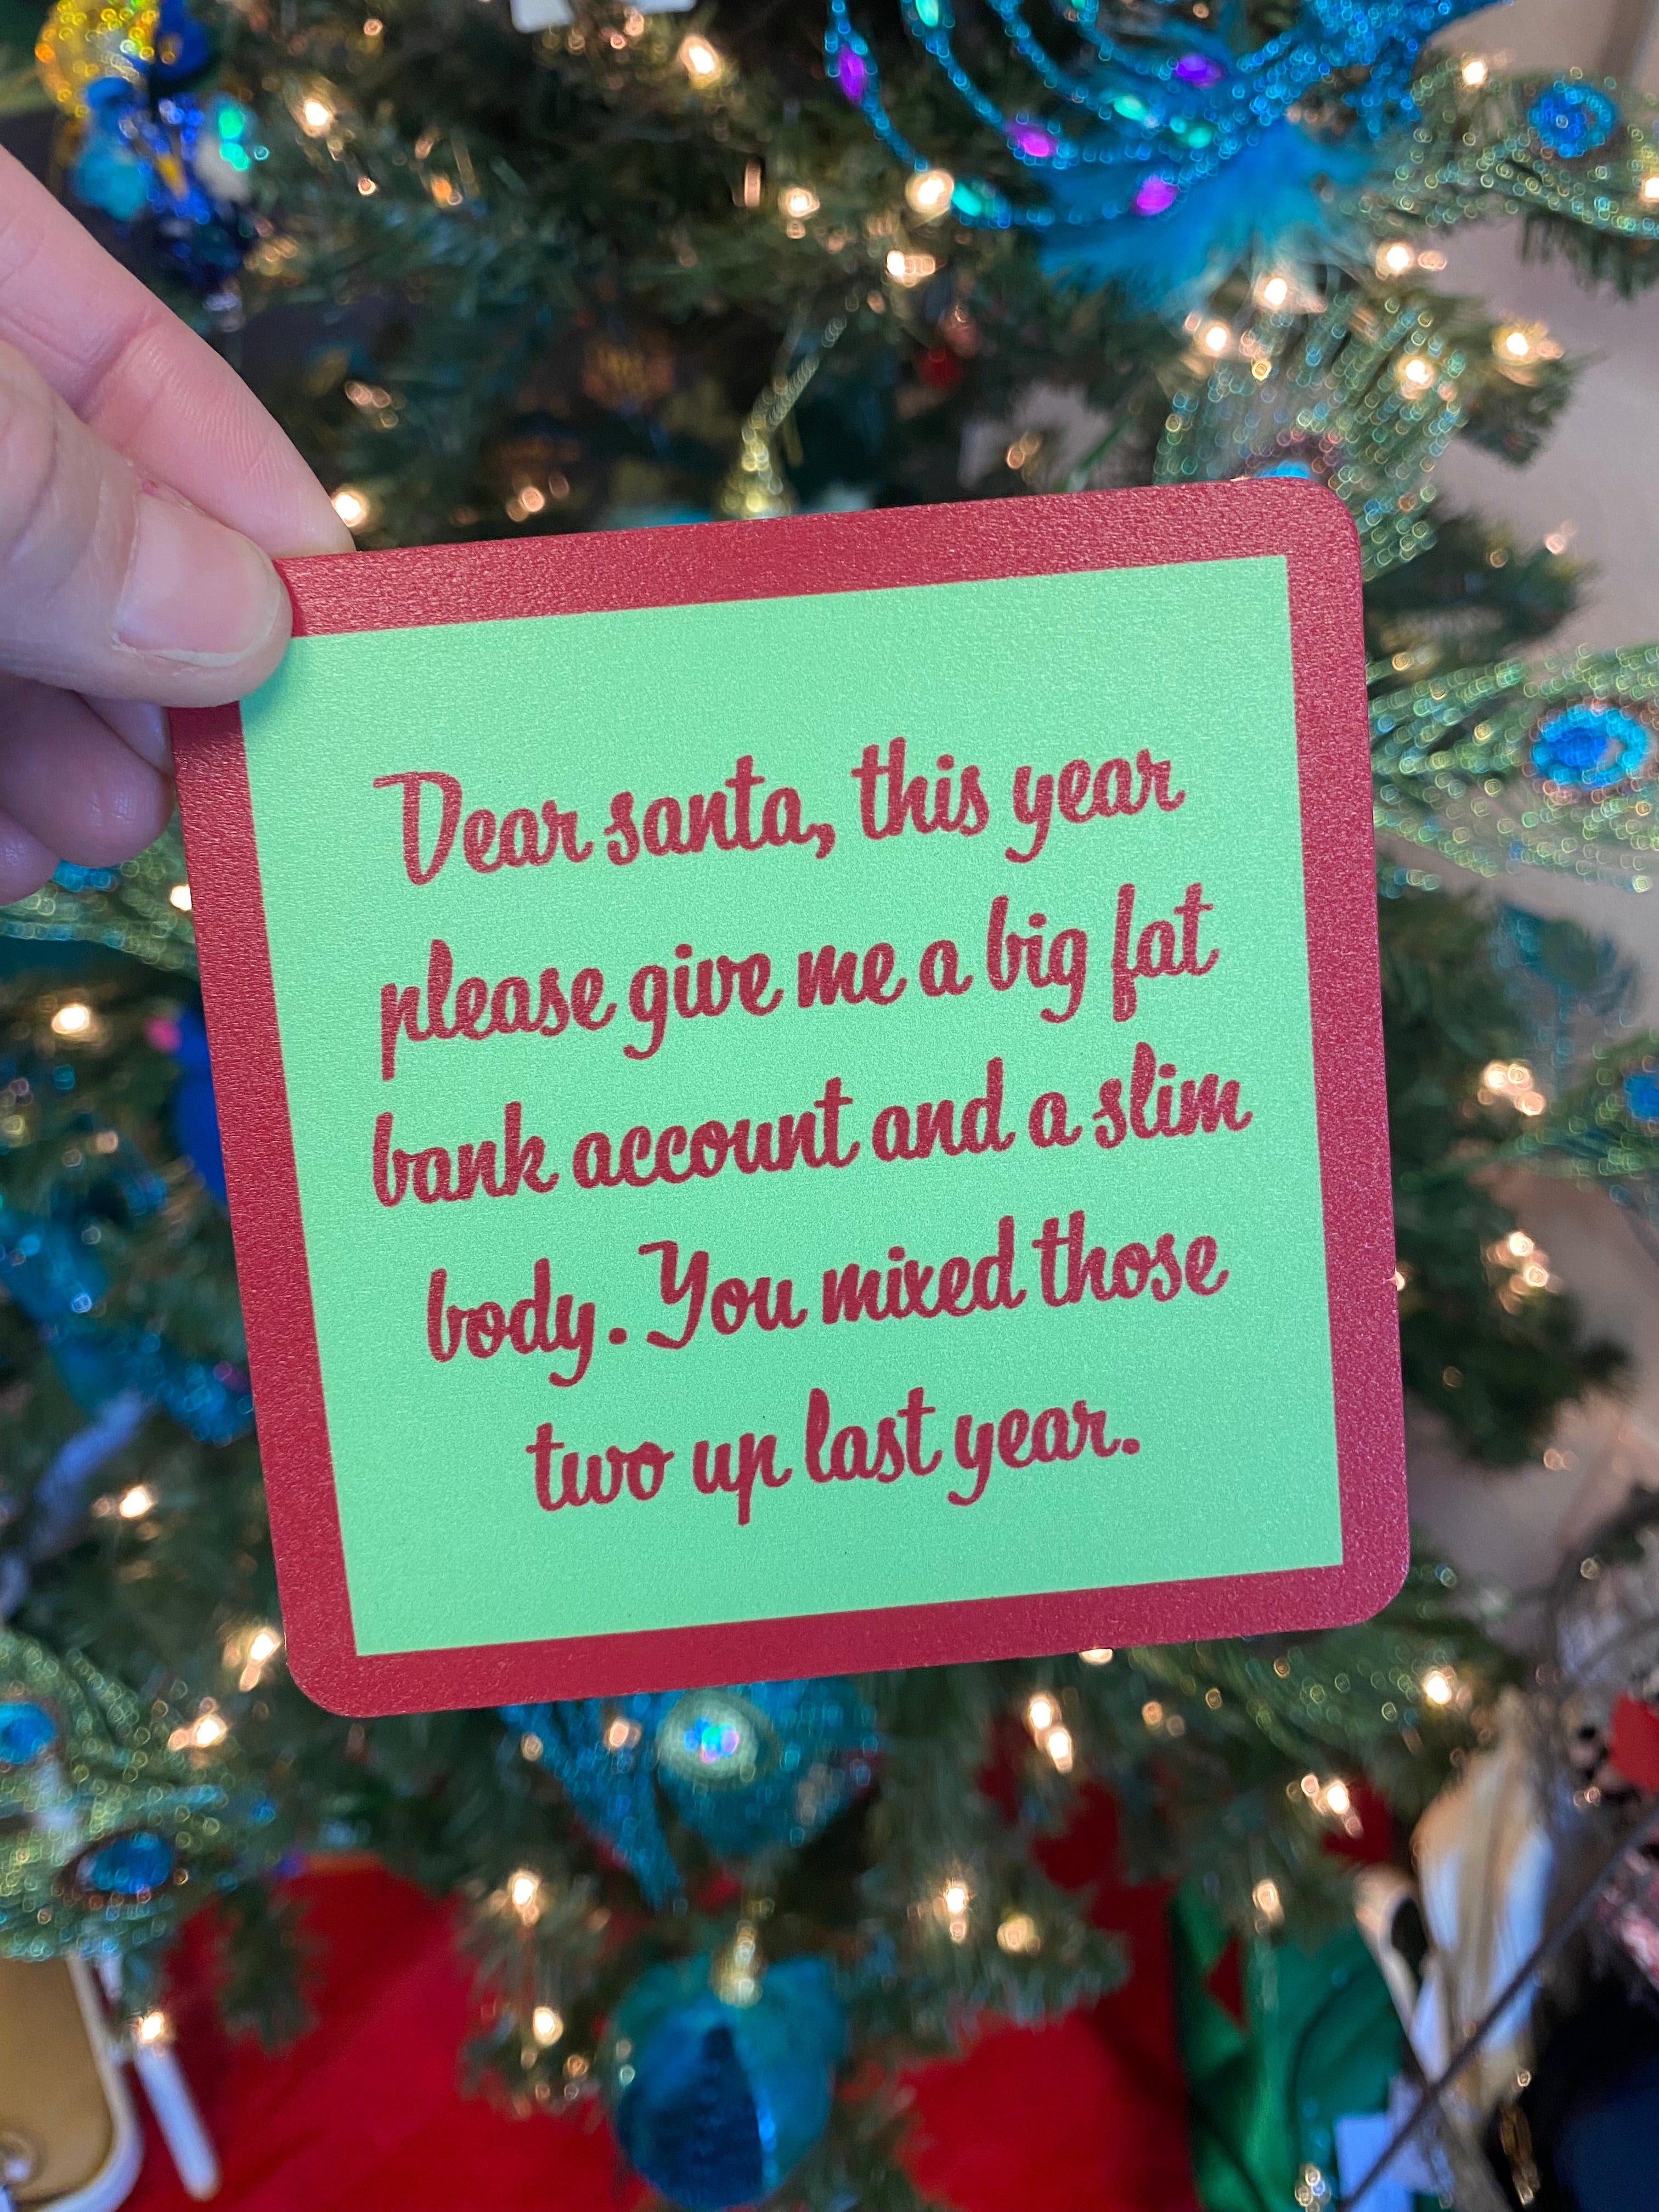 Dear santa, this year
please give me a big fat
bank account and a slim
body. You mixed those
two up last year.